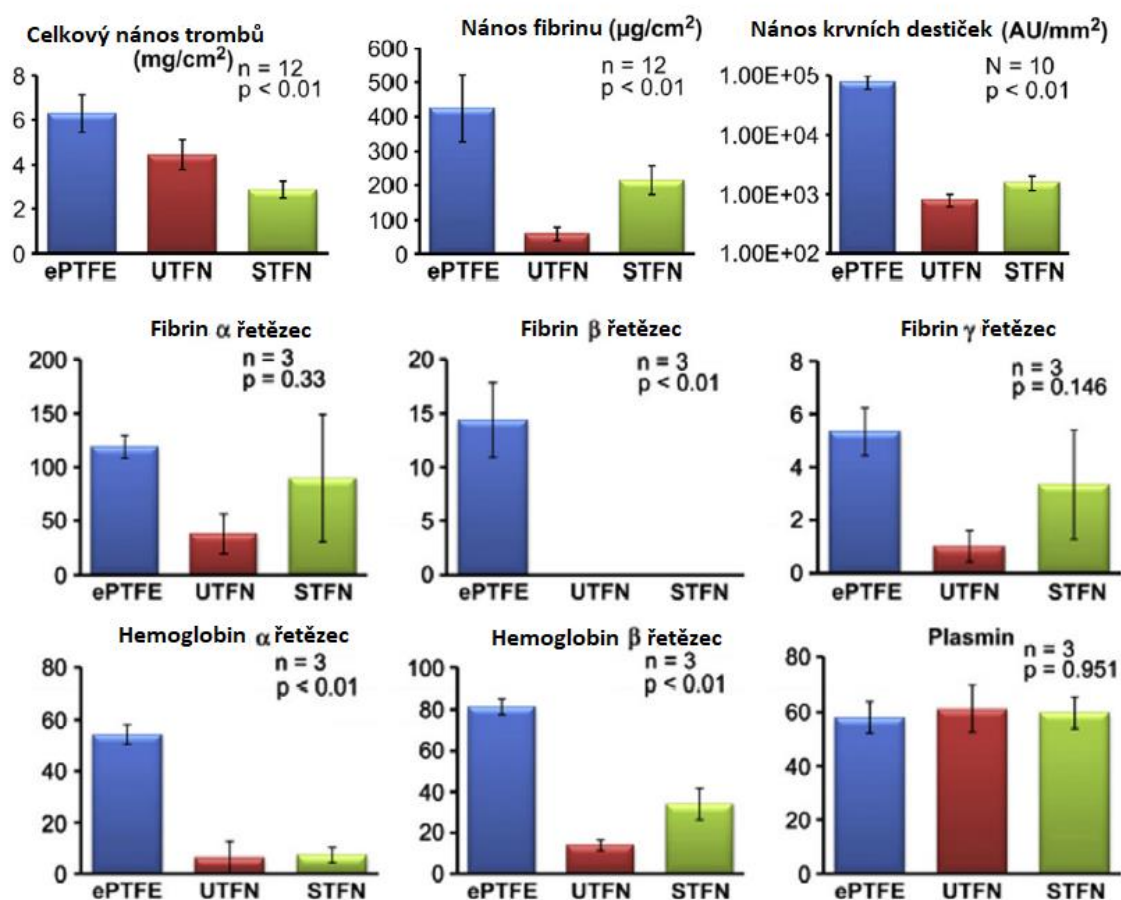 Celkový nános trombů
(mg/cm²)
n = 12
p < 0.01
8
6
4
2
0
ePTFE UTFN STFN
Nános fibrinu (µg/cm²)
n = 12
p < 0.01
600
500
400
300
200
100
0
ePTFE UTFN STFN
Nános krvních destiček (AU/mm²)
N = 10
p < 0.01
1.00E+05
1.00E+04
1.00E+03
1.00E+02
ePTFE UTFN STFN
Fibrin α řetězec
n = 3
p = 0.33
200
150
100
50
0
ePTFE UTFN STFN
Fibrin β řetězec
n = 3
p < 0.01
20
15
10
5
0
ePTFE UTFN STFN
Fibrin γ řetězec
n = 3
p = 0.146
8
6
4
2
0
ePTFE UTFN STFN
Hemoglobin α řetězec
n = 3
p < 0.01
80
60
40
20
0
ePTFE UTFN STFN
Hemoglobin β řetězec
n = 3
p < 0.01
100
80
60
40
20
0
ePTFE UTFN STFN
Plasmin
n = 3
p = 0.951
80
60
40
20
0
ePTFE UTFN STFN